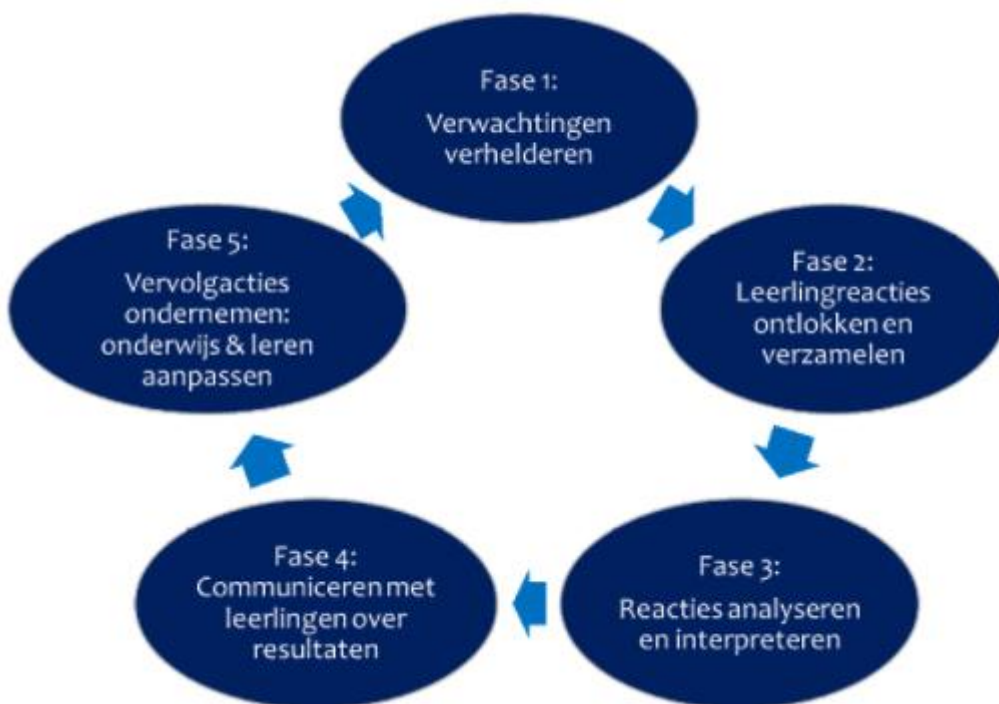 Fase 1:
Verwachtingen
verhelderen
Fase 2:
Leerlingreacties
ontlokken en
verzamelen
Fase 3:
Reacties analyseren
en interpreteren
Fase 4:
Communiceren met
leerlingen over
resultaten
Fase 5:
Vervolgacties
ondernemen:
onderwijs & leren
aanpassen